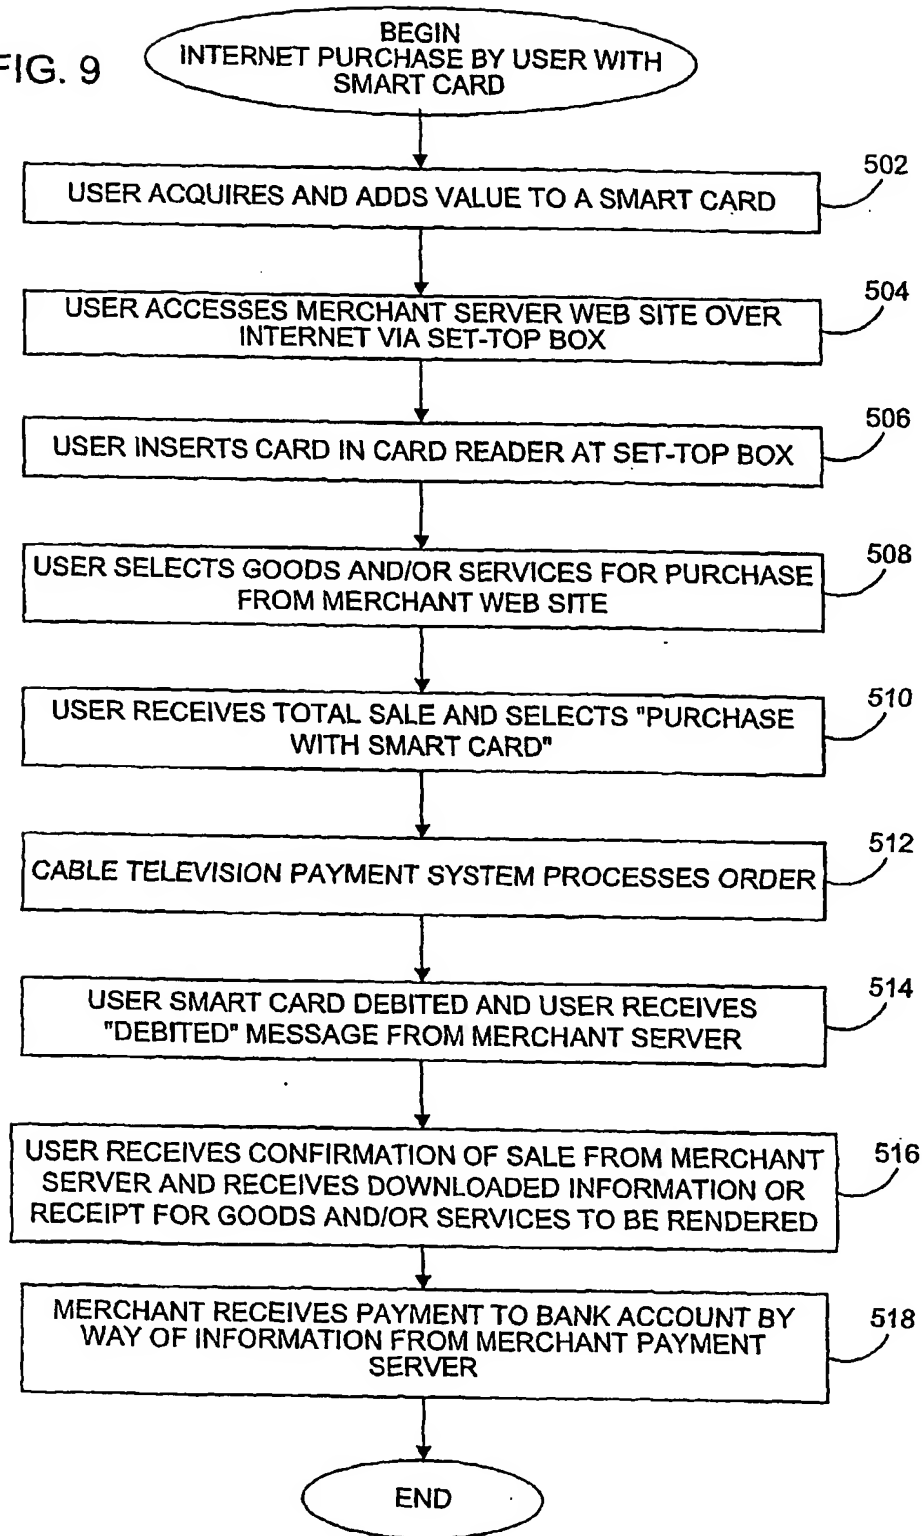 FIG. 9
BEGIN
INTERNET PURCHASE BY USER WITH
SMART CARD
502
USER ACQUIRES AND ADDS VALUE TO A SMART CARD
504
USER ACCESSES MERCHANT SERVER WEB SITE OVER
INTERNET VIA SET-TOP BOX
506
USER INSERTS CARD IN CARD READER AT SET-TOP BOX
508
USER SELECTS GOODS AND/OR SERVICES FOR PURCHASE
FROM MERCHANT WEB SITE
510
USER RECEIVES TOTAL SALE AND SELECTS "PURCHASE
WITH SMART CARD"
512
CABLE TELEVISION PAYMENT SYSTEM PROCESSES ORDER
514
USER SMART CARD DEBITED AND USER RECEIVES
"DEBITED" MESSAGE FROM MERCHANT SERVER
516
USER RECEIVES CONFIRMATION OF SALE FROM MERCHANT
SERVER AND RECEIVES DOWNLOADED INFORMATION OR
RECEIPT FOR GOODS AND/OR SERVICES TO BE RENDERED
518
MERCHANT RECEIVES PAYMENT TO BANK ACCOUNT BY
WAY OF INFORMATION FROM MERCHANT PAYMENT
SERVER
END